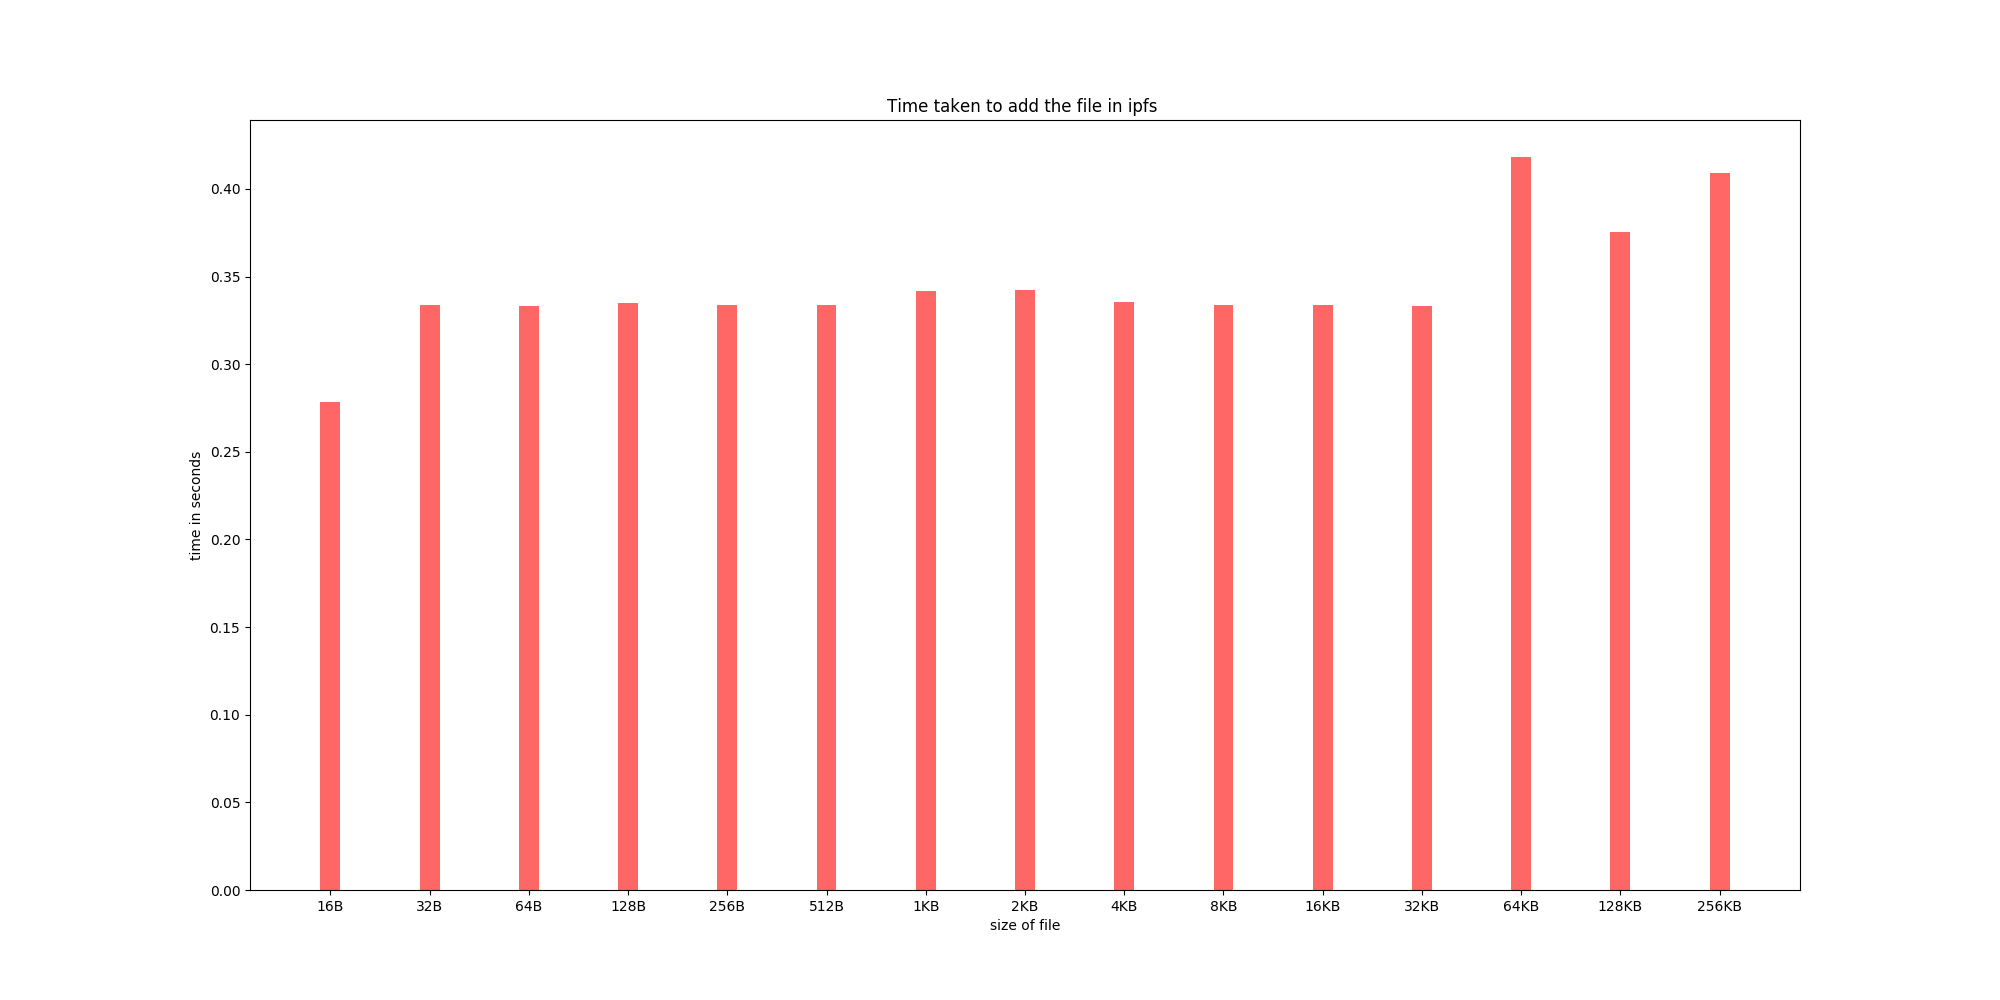 Time taken to add the file in ipfs
time in seconds
0.40
0.35
0.30
0.25
0.20
0.15
0.10
0.05
0.00
16B 32B 64B 128B 256B 512B 1KB 2KB 4KB 8KB 16KB 32KB 64KB 128KB 256KB
size of file